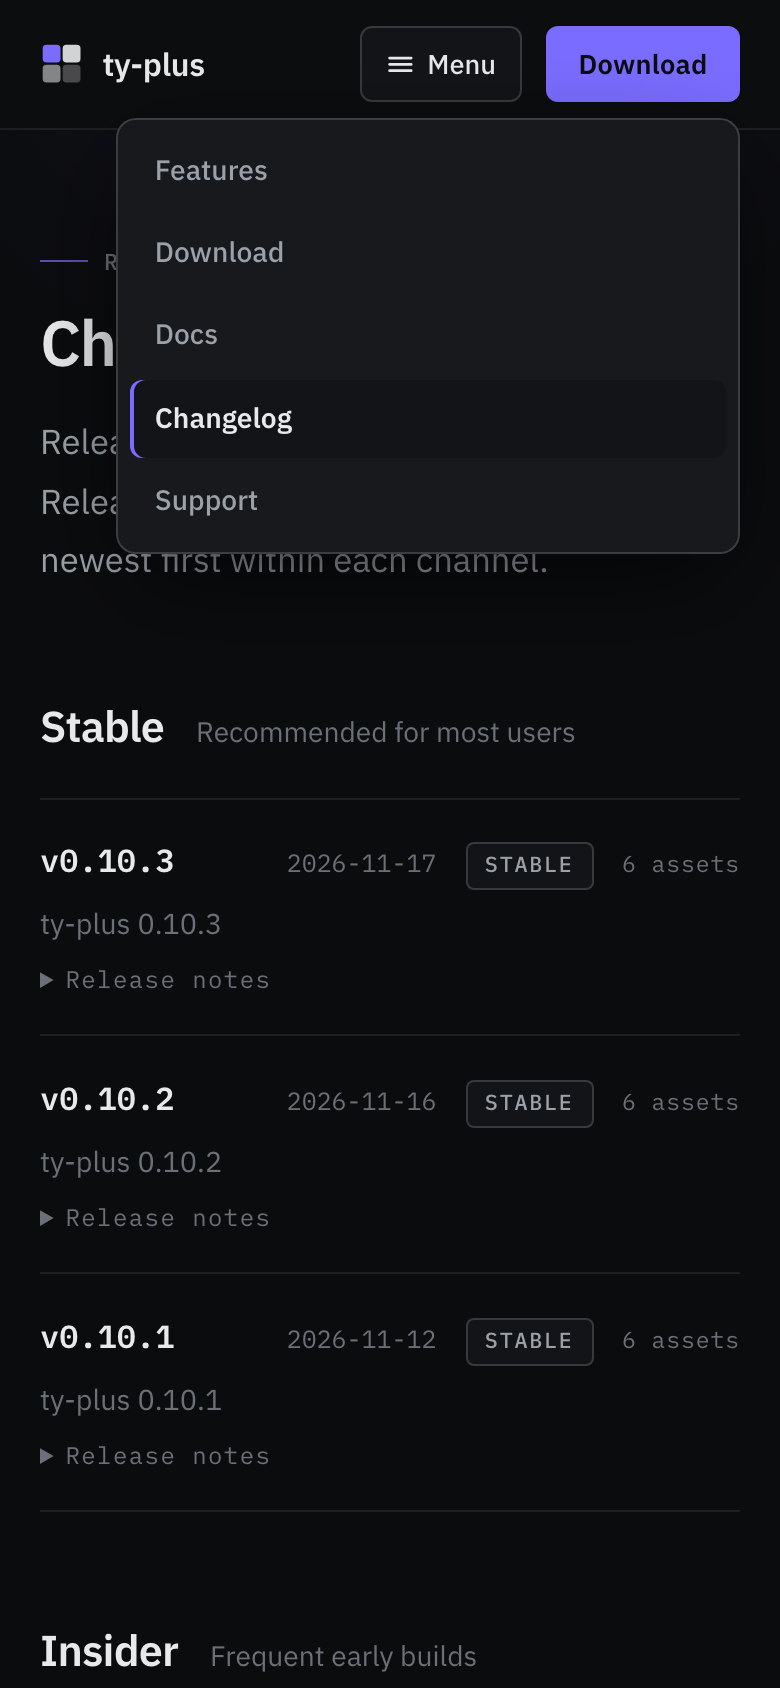 ty-plus
Menu
Download
Features
Download
Docs
Changelog
Support
newest first within each channel.
Stable Recommended for most users
v0.10.3 2026-11-17 STABLE 6 assets
ty-plus 0.10.3
Release notes
v0.10.2 2026-11-16 STABLE 6 assets
ty-plus 0.10.2
Release notes
v0.10.1 2026-11-12 STABLE 6 assets
ty-plus 0.10.1
Release notes
Insider Frequent early builds